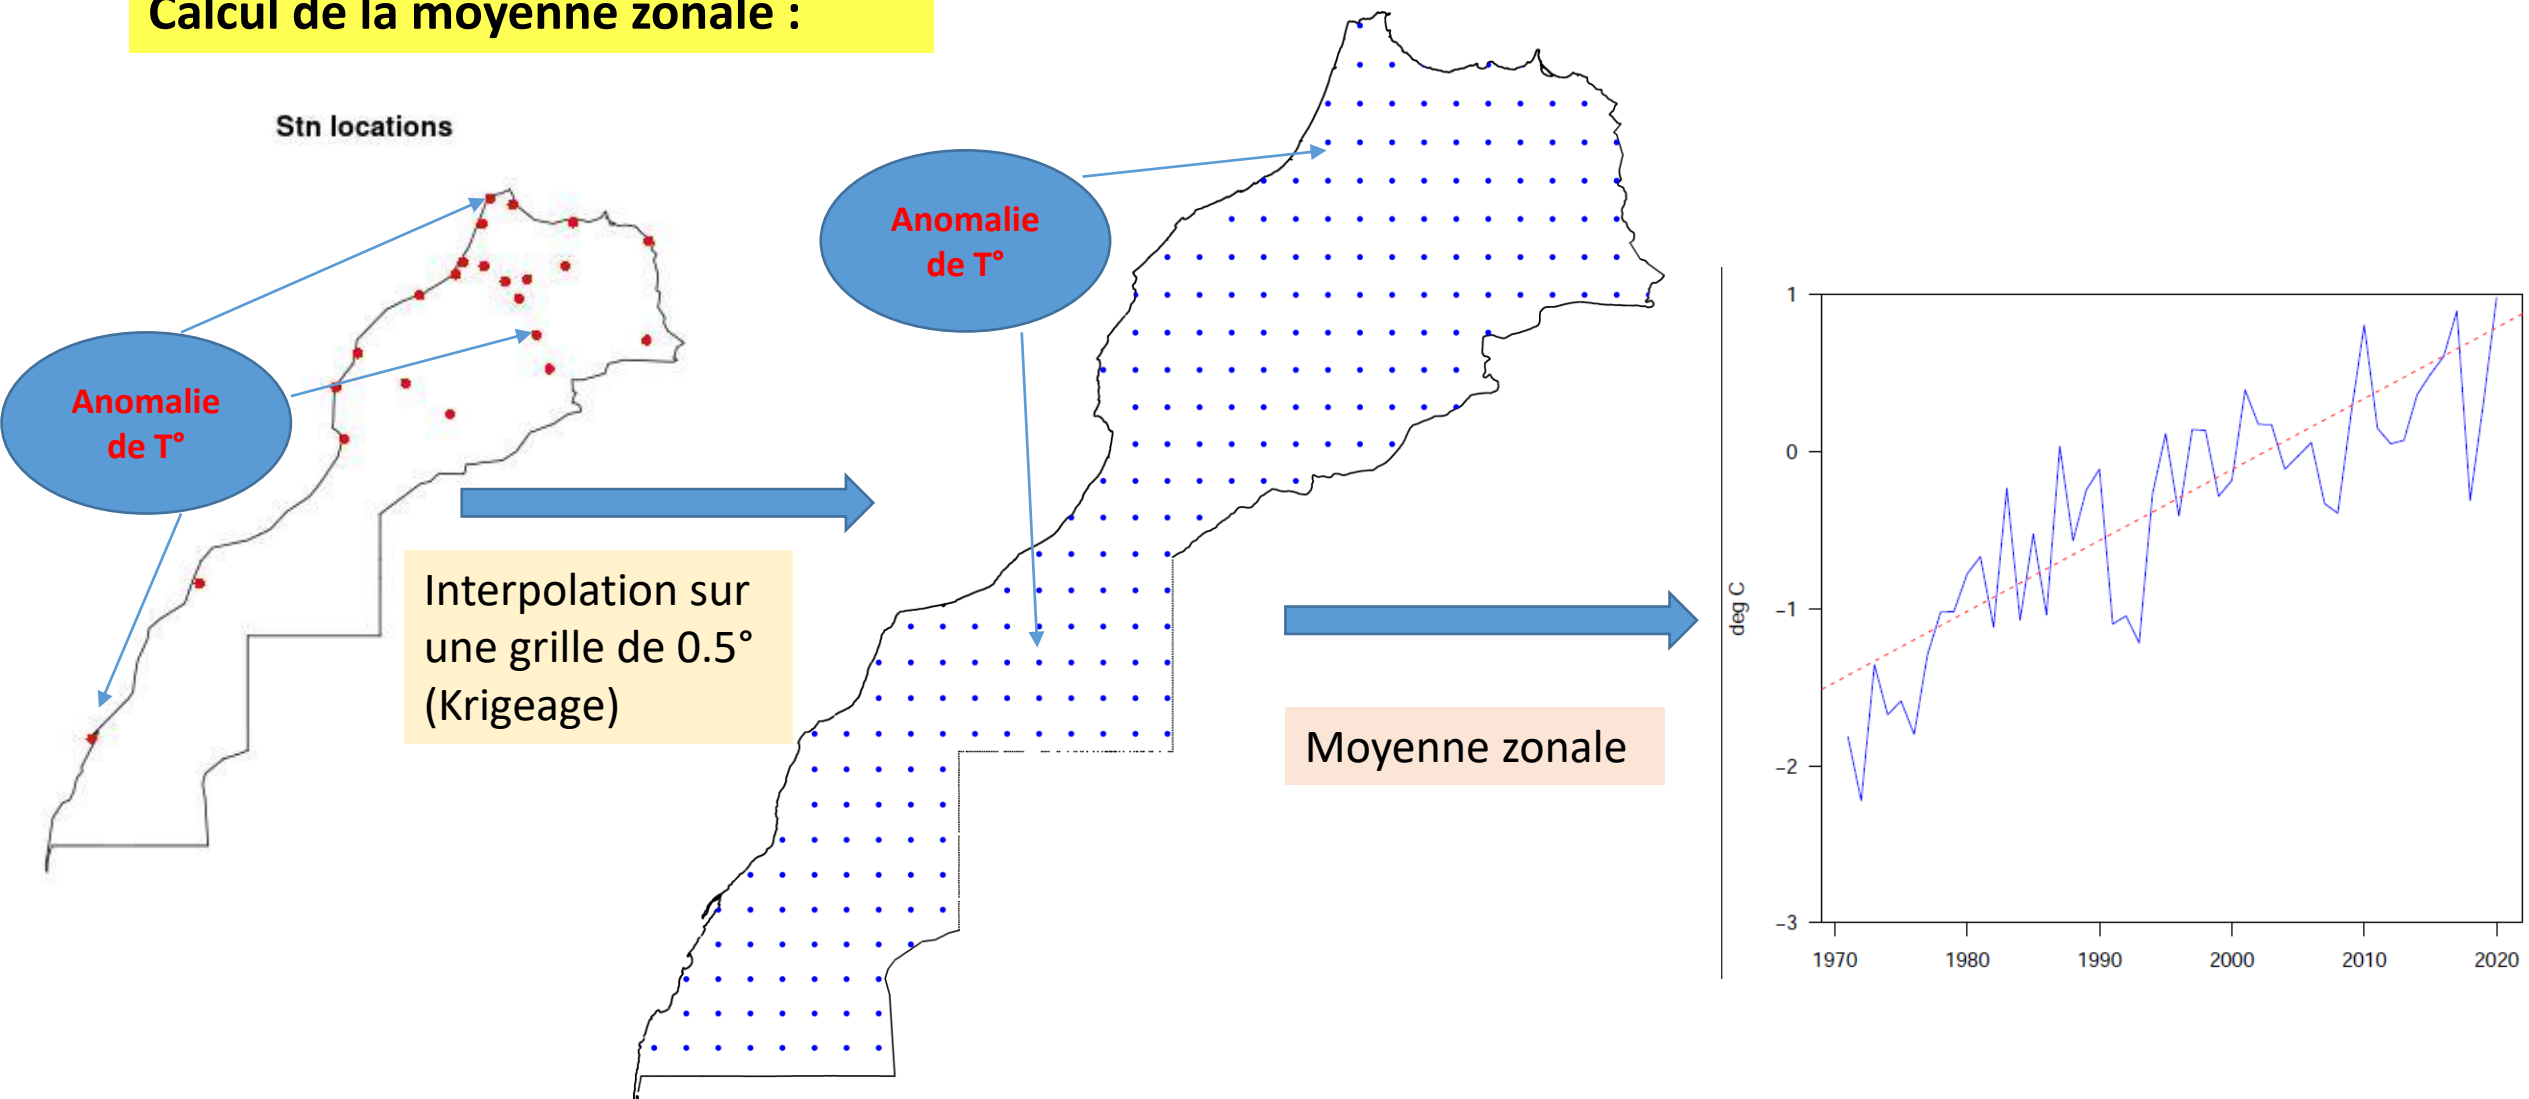 Calcul de la moyenne zonale :
Stn locations
Anomalie
de T°
Anomalie
de T°
Interpolation sur
une grille de 0.5°
(Krigeage)
Moyenne zonale
deg C
1
0
−1
−2
−3
1970 1980 1990 2000 2010 2020